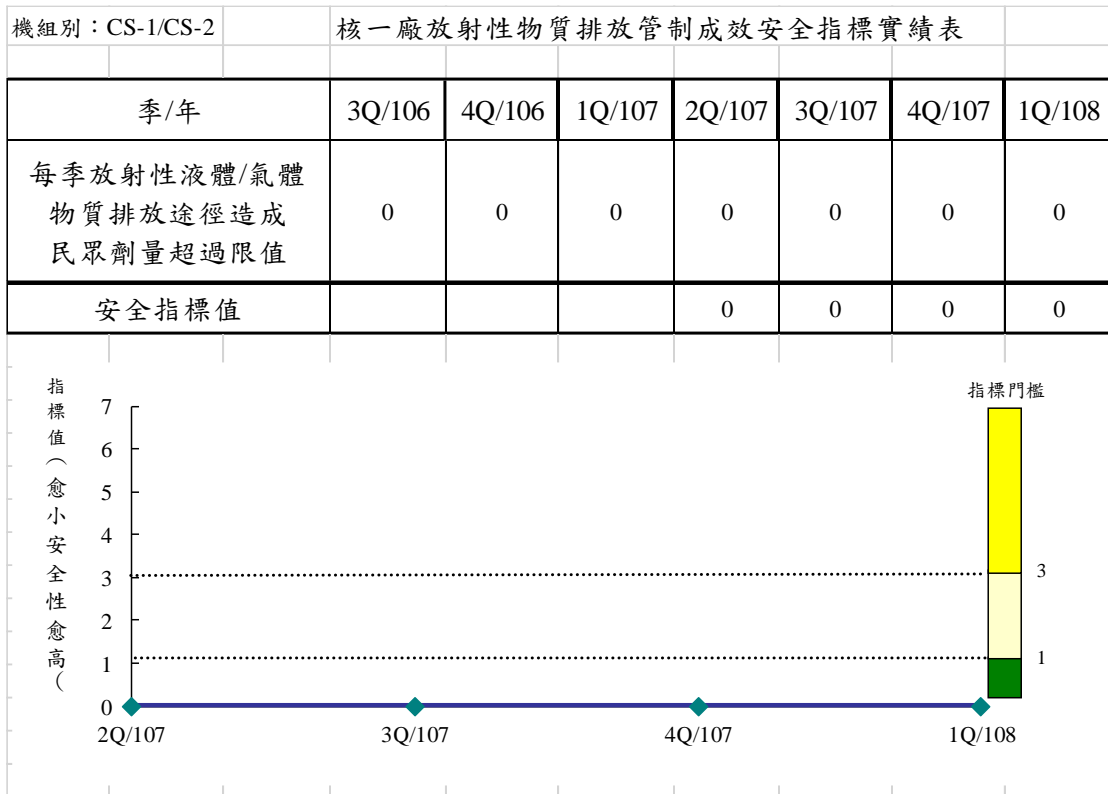 機組別：CS-1/CS-2 核一廠放射性物質排放管制成效安全指標實績表
季/年 3Q/106 4Q/106 1Q/107 2Q/107 3Q/107 4Q/107 1Q/108
每季放射性液體/氣體
物質排放途徑造成
民眾劑量超過限值
0 0 0 0 0 0 0
安全指標值 0 0 0 0
指標值（愈小安全性愈高（
指標門檻
7
6
5
4
3
2
1
0
3
1
2Q/107 3Q/107 4Q/107 1Q/108